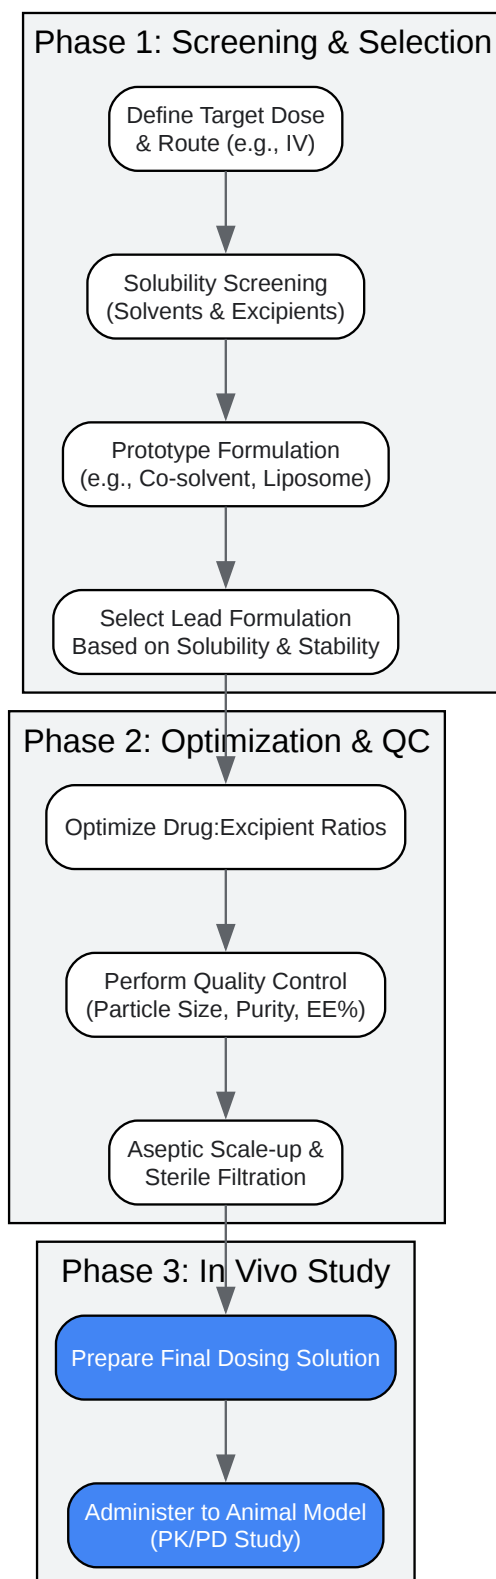 Phase 1: Screening & Selection
Define Target Dose
& Route (e.g., IV)
Solubility Screening
(Solvents & Excipients)
Prototype Formulation
(e.g., Co-solvent, Liposome)
Select Lead Formulation
Based on Solubility & Stability
Phase 2: Optimization & QC
Optimize Drug:Excipient Ratios
Perform Quality Control
(Particle Size, Purity, EE%)
Aseptic Scale-up &
Sterile Filtration
Phase 3: In Vivo Study
Prepare Final Dosing Solution
Administer to Animal Model
(PK/PD Study)